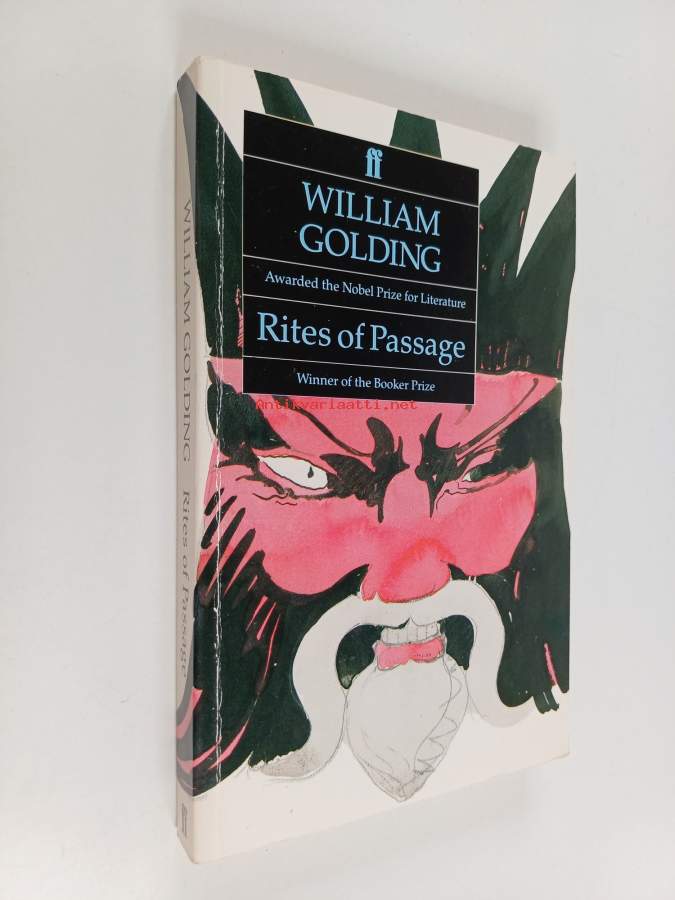 ff
WILLIAM
GOLDING
Awarded the Nobel Prize for Literature
Rites of Passage
Winner of the Booker Prize
Antikvariaatti.net
WILLIAM GOLDING Rites of Passage
ff